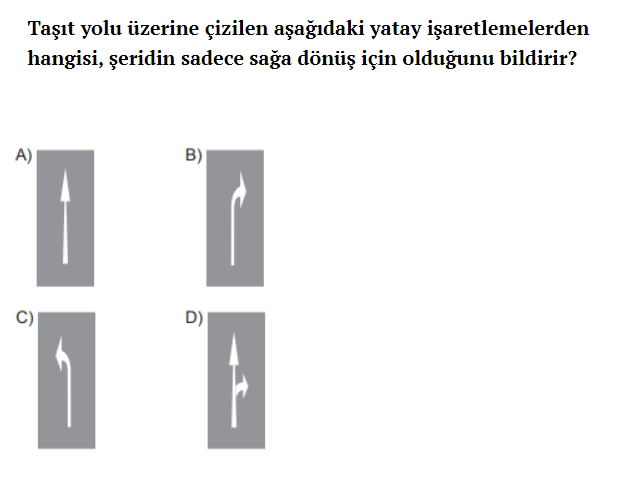 Taşıt yolu üzerine çizilen aşağıdaki yatay işaretlemelerden
hangisi, şeridin sadece sağa dönüş için olduğunu bildirir?
A)
B)
C)
D)